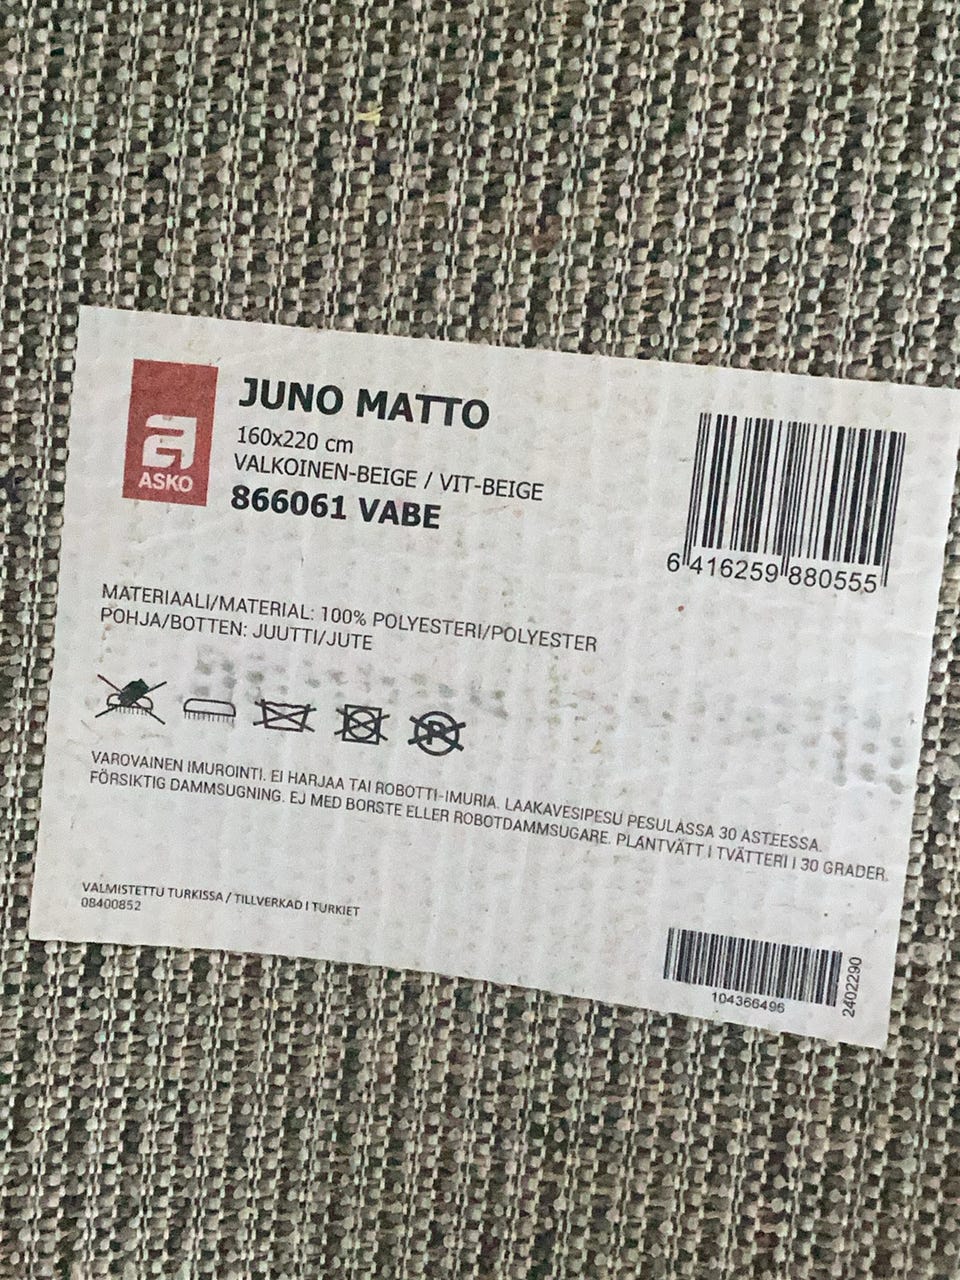 a
ASKO
JUNO MATTO
160x220 cm
VALKOINEN-BEIGE / VIT-BEIGE
866061 VABE
6 416259 880555
MATERIAALI/MATERIAL: 100% POLYESTERI/POLYESTER
POHJA/BOTTEN: JUUTTI/JUTE
P
VAROVAINEN IMUROINTI. EI HARJAA TAI ROBOTTI-IMURIA. LAAKAVESIPESU PESULASSA 30 ASTEESSA.
FÖRSIKTIG DAMMSUGNING. EJ MED BORSTE ELLER ROBOTDAMMSUGARE. PLANTVÄTT I TVÄTTERI I 30 GRADER.
VALMISTETTU TURKISSA / TILLVERKAD I TURKIET
08400852
104366496
2402290